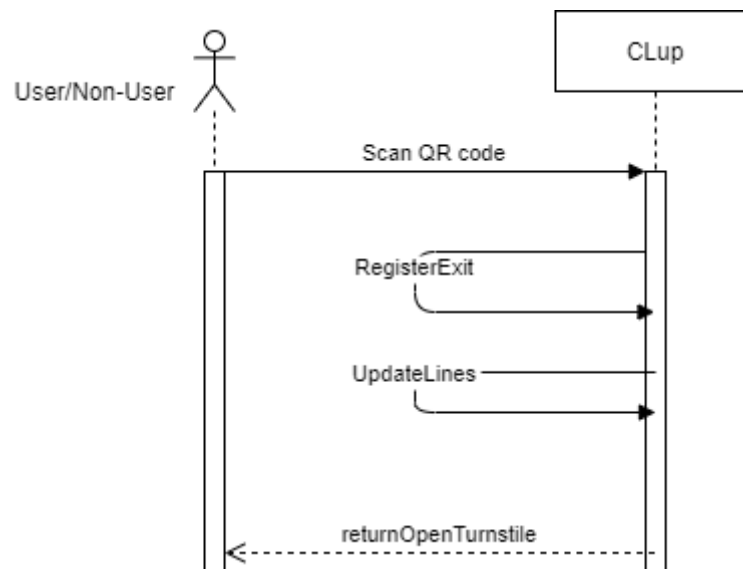 CLup
User/Non-User
Scan QR code
RegisterExit
UpdateLines
returnOpenTurnstile